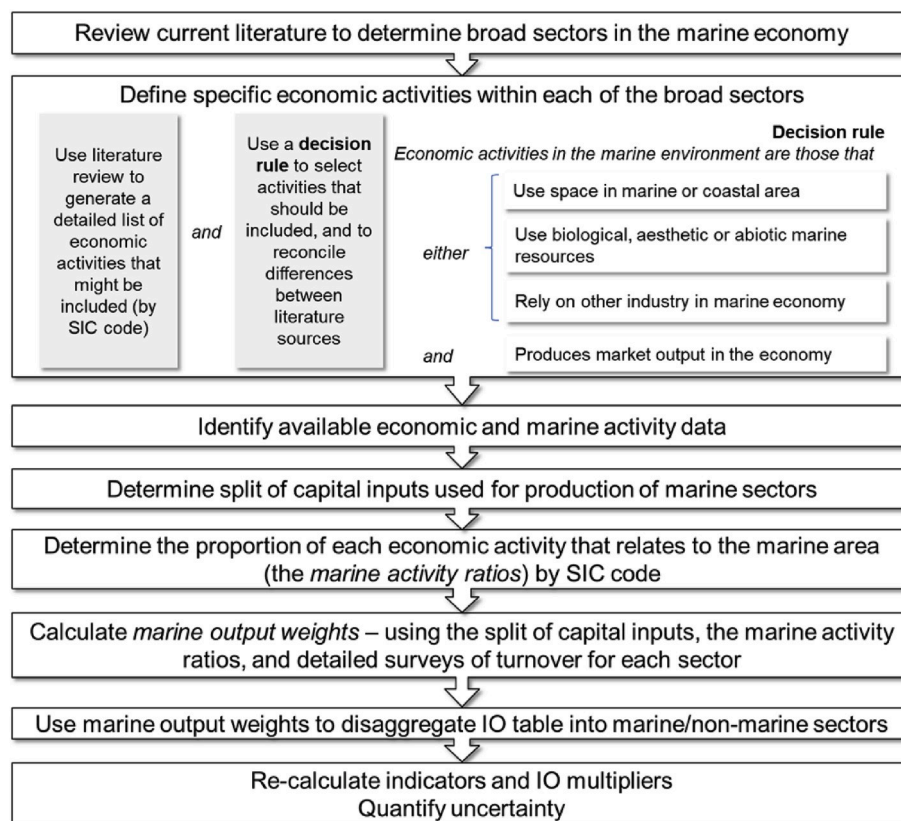 Review current literature to determine broad sectors in the marine economy
Define specific economic activities within each of the broad sectors
Use literature
review to
generate a
detailed list of
economic
activities that
might be
included (by
SIC code)
and
Use a decision
rule to select
activities that
should be
included, and to
reconcile
differences
between
literature
sources
Decision rule
Economic activities in the marine environment are those that
either
Use space in marine or coastal area
Use biological, aesthetic or abiotic marine
resources
Rely on other industry in marine economy
and
Produces market output in the economy
Identify available economic and marine activity data
Determine split of capital inputs used for production of marine sectors
Determine the proportion of each economic activity that relates to the marine area
(the marine activity ratios) by SIC code
Calculate marine output weights – using the split of capital inputs, the marine activity
ratios, and detailed surveys of turnover for each sector
Use marine output weights to disaggregate IO table into marine/non-marine sectors
Re-calculate indicators and IO multipliers
Quantify uncertainty